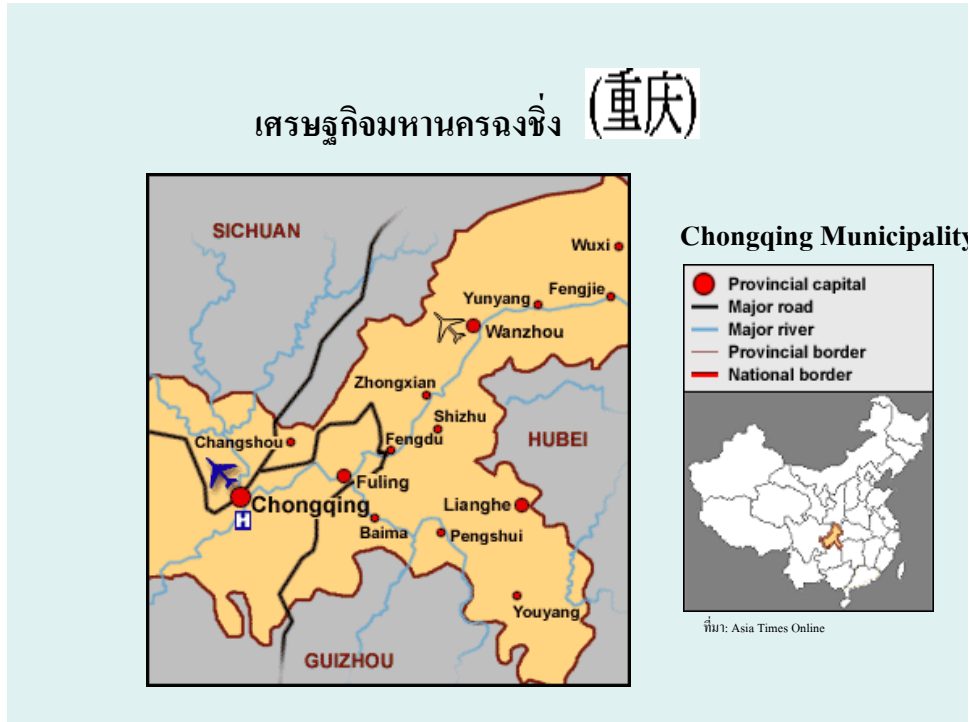 เศรษฐกิจมหานครฉงชิ่ง (重庆)
SICHUAN
Wuxi
Fengjie
Yunyang
Wanzhou
Zhongxian
Shizhu
Changshou
Fengdu
HUBEI
Fuling
Chongqing
Lianghe
H
Baima
Pengshui
Youyang
GUIZHOU
Chongqing Municipality
Provincial capital
Major road
Major river
Provincial border
National border
ที่มา: Asia Times Online